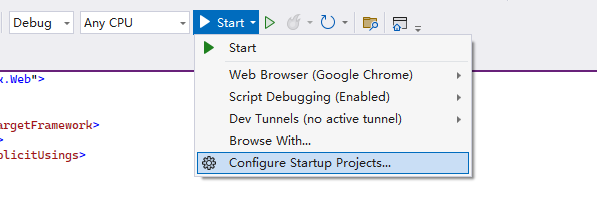 Debug Any CPU Start
Start
x.Web">
Web Browser (Google Chrome)
Script Debugging (Enabled)
argetFramework>
Dev Tunnels (no active tunnel)
>
Browse With...
plicitUsings>
Configure Startup Projects...